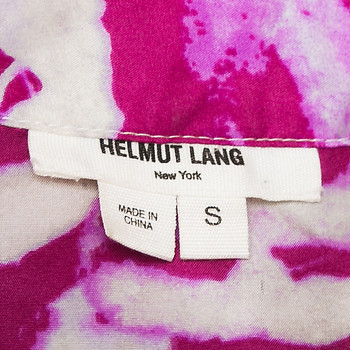 HELMUT LANG
New York
MADE IN
CHINA
S